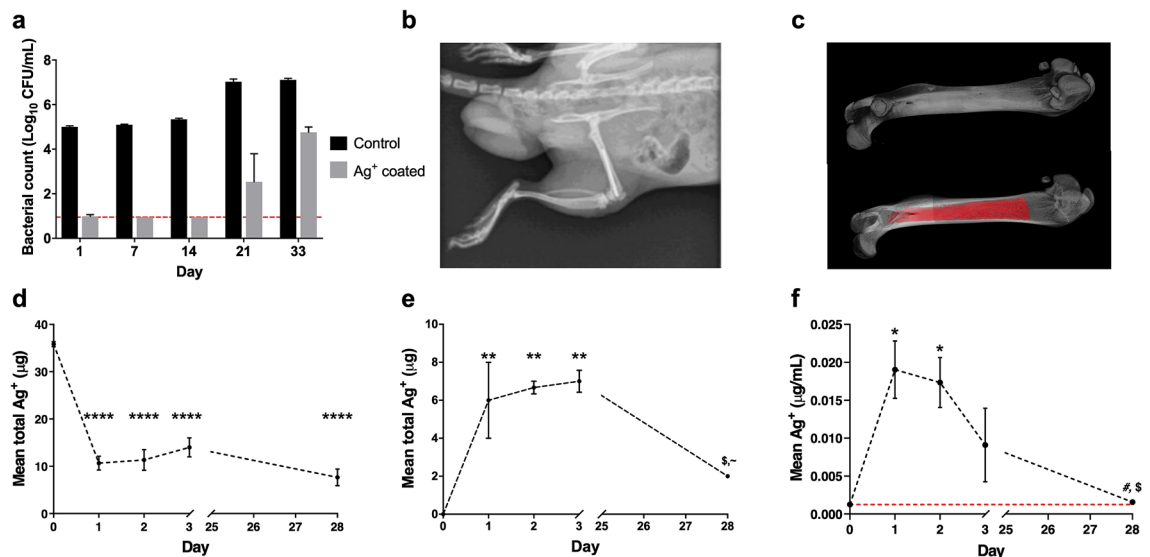 a
Bacterial count (Log10 CFU/mL)
8
6
4
2
0
1 7 14 21 33
Day
Control
Ag+ coated
b
c
d
Mean total Ag+ (μg)
40
30
20
10
0
**** **** **** ****
0 1 2 3 25 26 27 28
Day
e
Mean total Ag+ (μg)
10
8
6
4
2
0
** ** **
$,~
0 1 2 3 25 26 27 28
Day
f
Mean Ag+ (μg/mL)
0.025
0.020
0.015
0.010
0.005
0.000
* *
#, $
0 1 2 3 25 26 27 28
Day